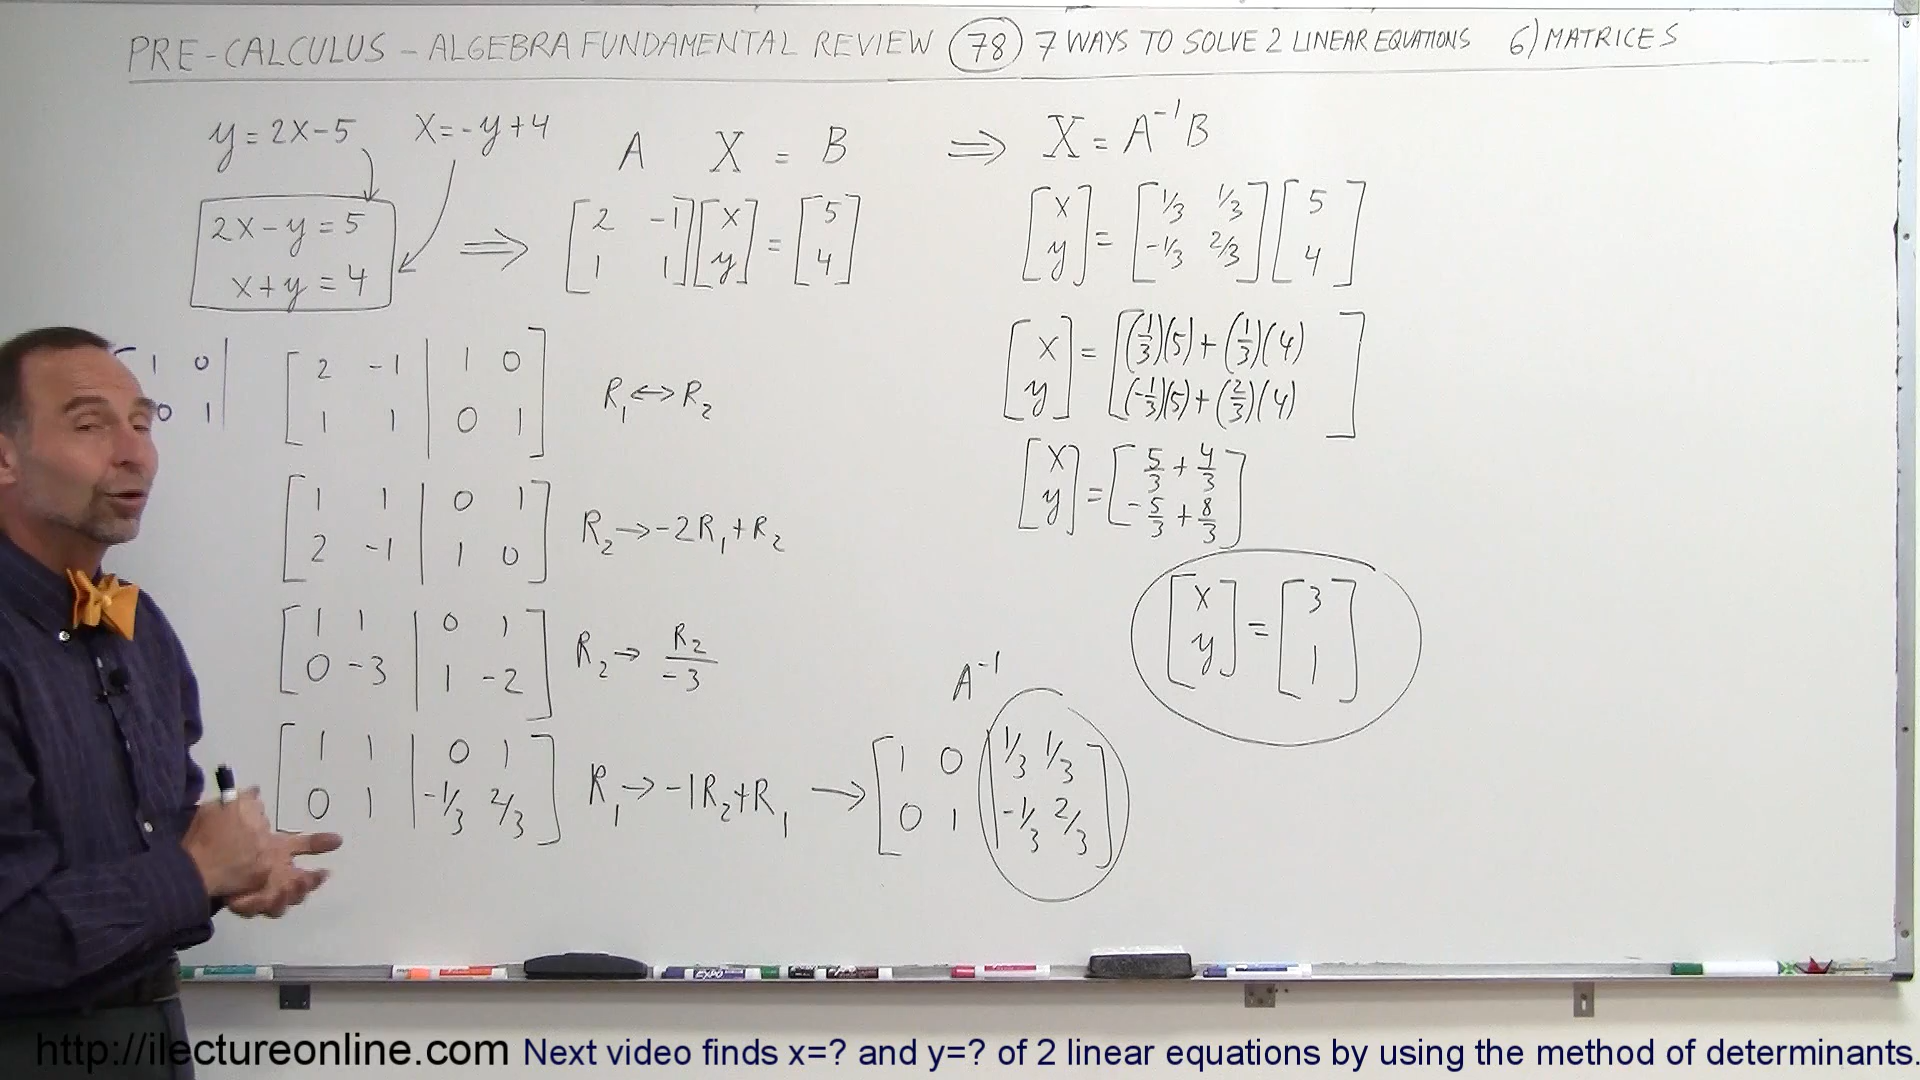 PRE-CALCULUS - ALGEBRA FUNDAMENTAL REVIEW 78 7 WAYS TO SOLVE 2 LINEAR EQUATIONS 6) MATRICES
y = 2x-5 x = -y+4
2x - y = 5
x + y = 4
A X = B ⇒ X = A⁻¹B
⇒ [2 -1] [x] = [5]
[1 1] [y] [4]
[x] = [1/3 1/3] [5]
[y] [-1/3 2/3] [4]
1 0
0 1
[2 -1 | 1 0]
[1 1 | 0 1]
R₁ ↔ R₂
[x] = [(1/3)(5) + (1/3)(4)]
[y] [(-1/3)(5) + (2/3)(4)]
[1 1 | 0 1]
[2 -1 | 1 0]
R₂ → -2R₁ + R₂
[x] = [5/3 + 4/3]
[y] [-5/3 + 8/3]
[1 1 | 0 1]
[0 -3 | 1 -2]
R₂ → R₂/-3
[x] = [3]
[y] [1]
[1 1 | 0 1]
[0 1 | -1/3 2/3]
R₁ → -1R₂ + R₁ →
A⁻¹
[1 0 | 1/3 1/3]
[0 1 | -1/3 2/3]
EXPO
http://ilectureonline.com Next video finds x=? and y=? of 2 linear equations by using the method of determinants.